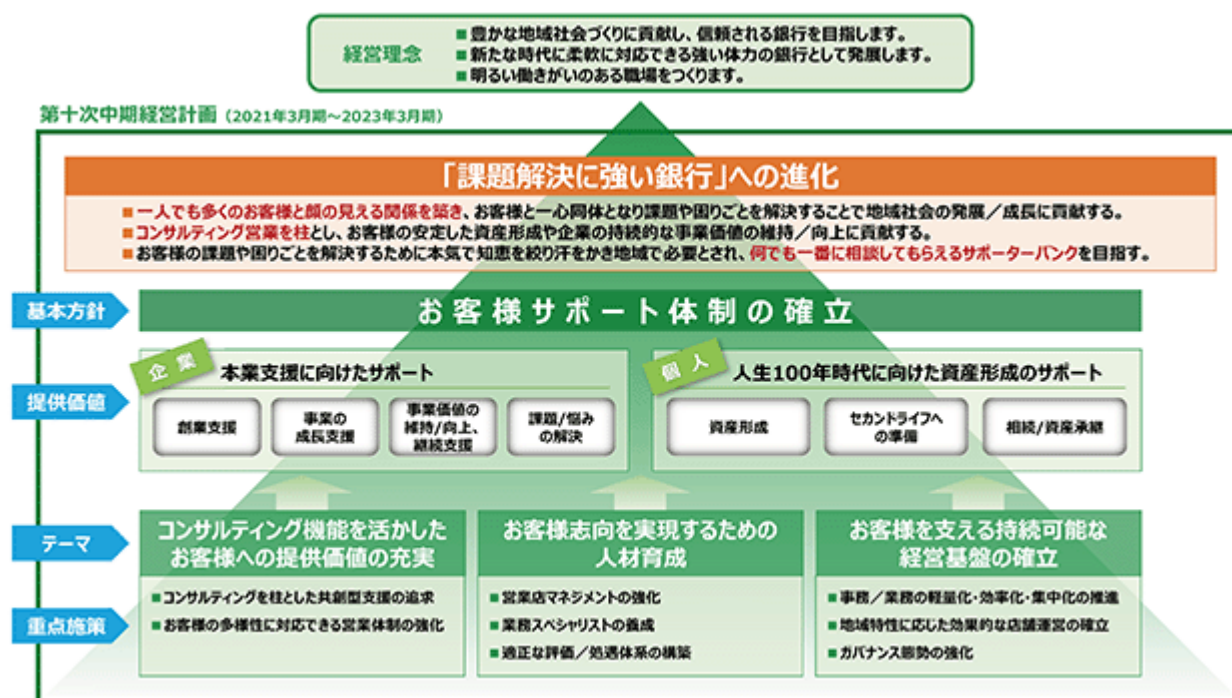 経営理念
■豊かな地域社会づくりに貢献し、信頼される銀行を目指します。
■新たな時代に柔軟に対応できる強い体力の銀行として発展します。
■明るい働きがいのある職場をつくります。
第十次中期経営計画（2021年3月期～2023年3月期）
「課題解決に強い銀行」への進化
■一人でも多くのお客様と顔の見える関係を築き、お客様と一心同体となり課題や困りごとを解決することで地域社会の発展／成長に貢献する。
■コンサルティング営業を柱とし、お客様の安定した資産形成や企業の持続的な事業価値の維持／向上に貢献する。
■お客様の課題や困りごとを解決するために本気で知恵を絞り汗をかき地域で必要とされ、何でも一番に相談してもらえるサポーターバンクを目指す。
基本方針
お客様サポート体制の確立
提供価値
企業
本業支援に向けたサポート
創業支援
事業の
成長支援
事業価値の
維持/向上、
継続支援
課題/悩み
の解決
個人
人生100年時代に向けた資産形成のサポート
資産形成
セカンドライフへ
の準備
相続/資産承継
テーマ
コンサルティング機能を活かした
お客様への提供価値の充実
お客様志向を実現するための
人材育成
お客様を支える持続可能な
経営基盤の確立
重点施策
■コンサルティングを柱とした共創型支援の追求
■お客様の多様性に対応できる営業体制の強化
■営業店マネジメントの強化
■業務スペシャリストの養成
■適正な評価／処遇体系の構築
■事務／業務の軽量化・効率化・集中化の推進
■地域特性に応じた効果的な店舗運営の確立
■ガバナンス態勢の強化